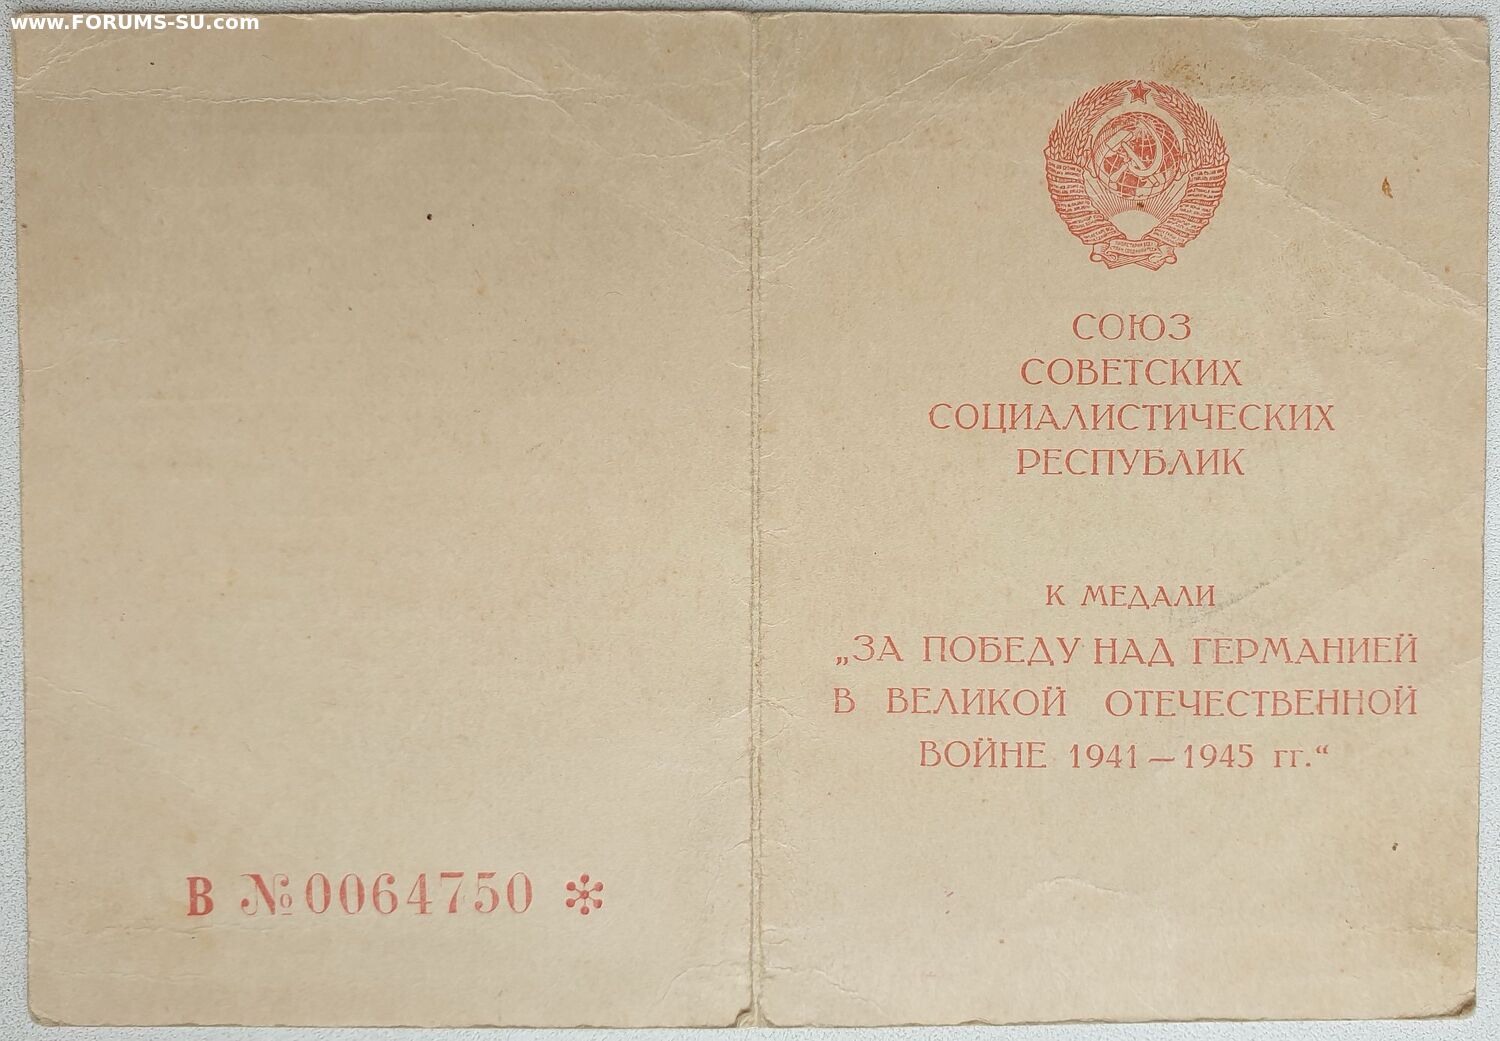 www.FORUMS-SU.com
СОЮЗ
СОВЕТСКИХ
СОЦИАЛИСТИЧЕСКИХ
РЕСПУБЛИК
К МЕДАЛИ
„ЗА ПОБЕДУ НАД ГЕРМАНИЕЙ
В ВЕЛИКОЙ ОТЕЧЕСТВЕННОЙ
ВОЙНЕ 1941—1945 гг.“
В №0064750 *